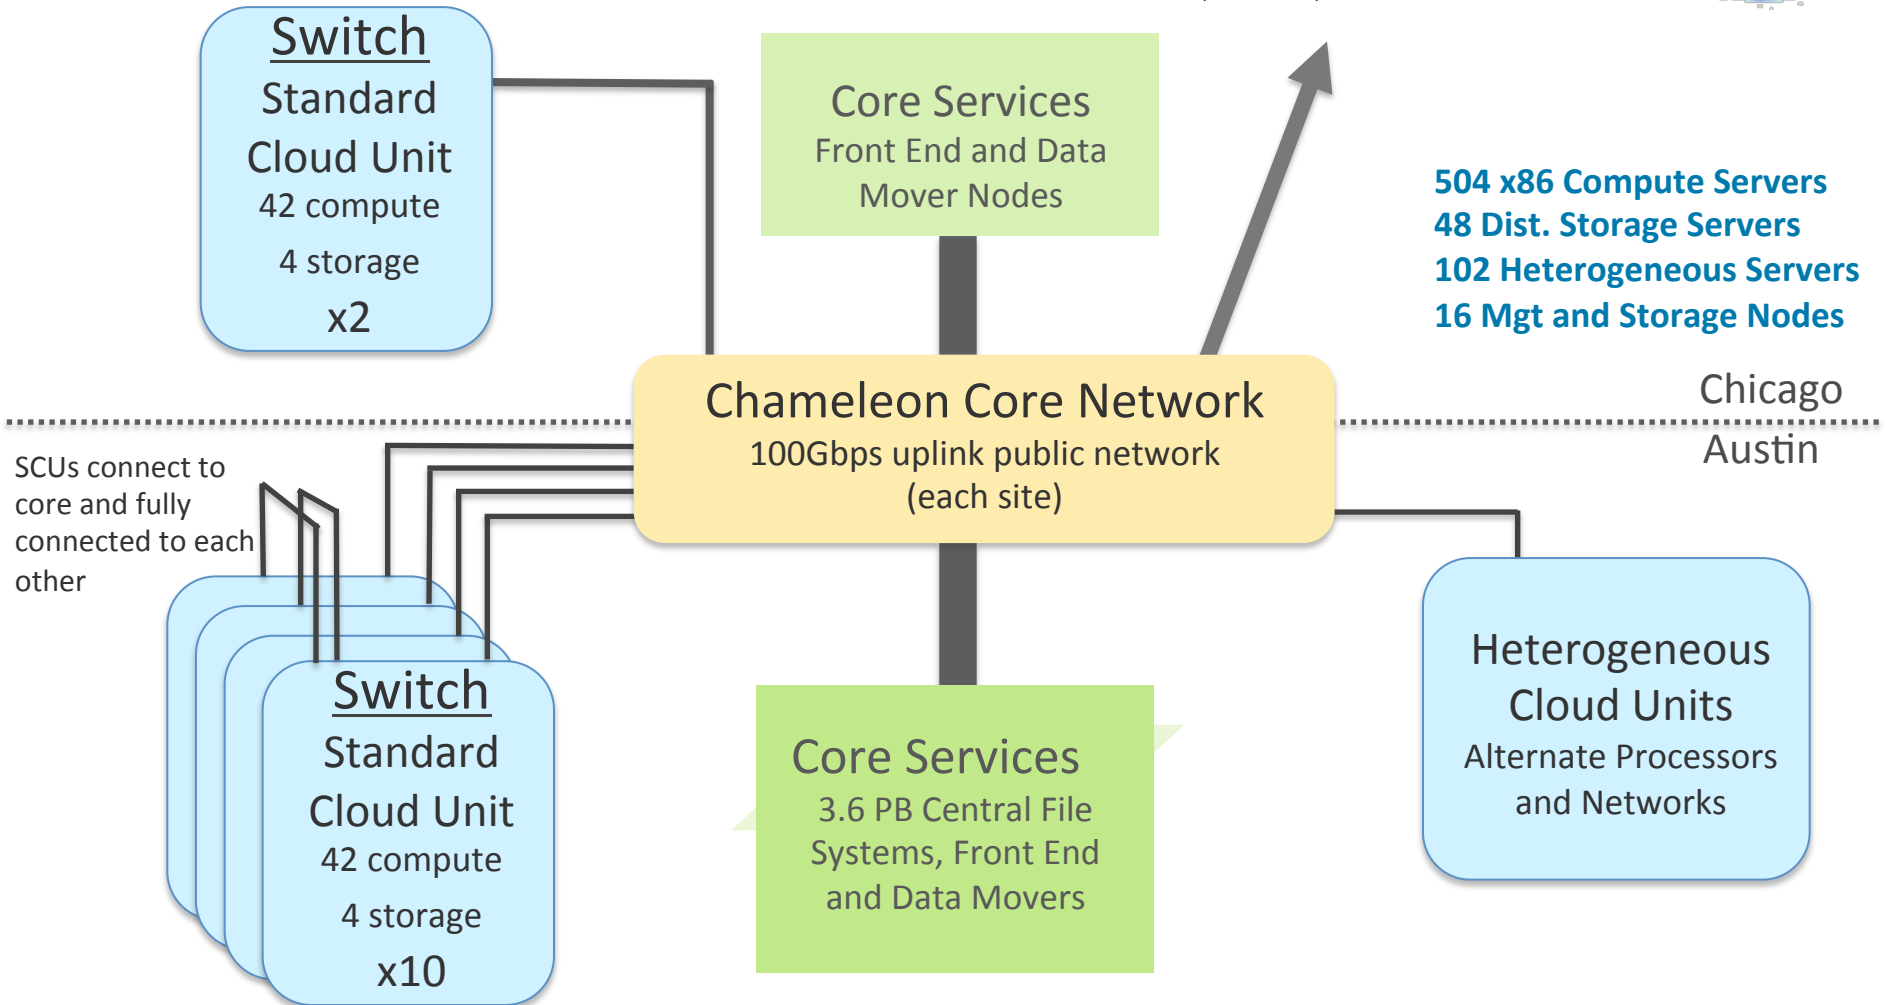 Switch
Standard
Cloud Unit
42 compute
4 storage
x2
Core Services
Front End and Data
Mover Nodes
504 x86 Compute Servers
48 Dist. Storage Servers
102 Heterogeneous Servers
16 Mgt and Storage Nodes
Chicago
Austin
Chameleon Core Network
100Gbps uplink public network
(each site)
SCUs connect to
core and fully
connected to each
other
Switch
Standard
Cloud Unit
42 compute
4 storage
x10
Core Services
3.6 PB Central File
Systems, Front End
and Data Movers
Heterogeneous
Cloud Units
Alternate Processors
and Networks